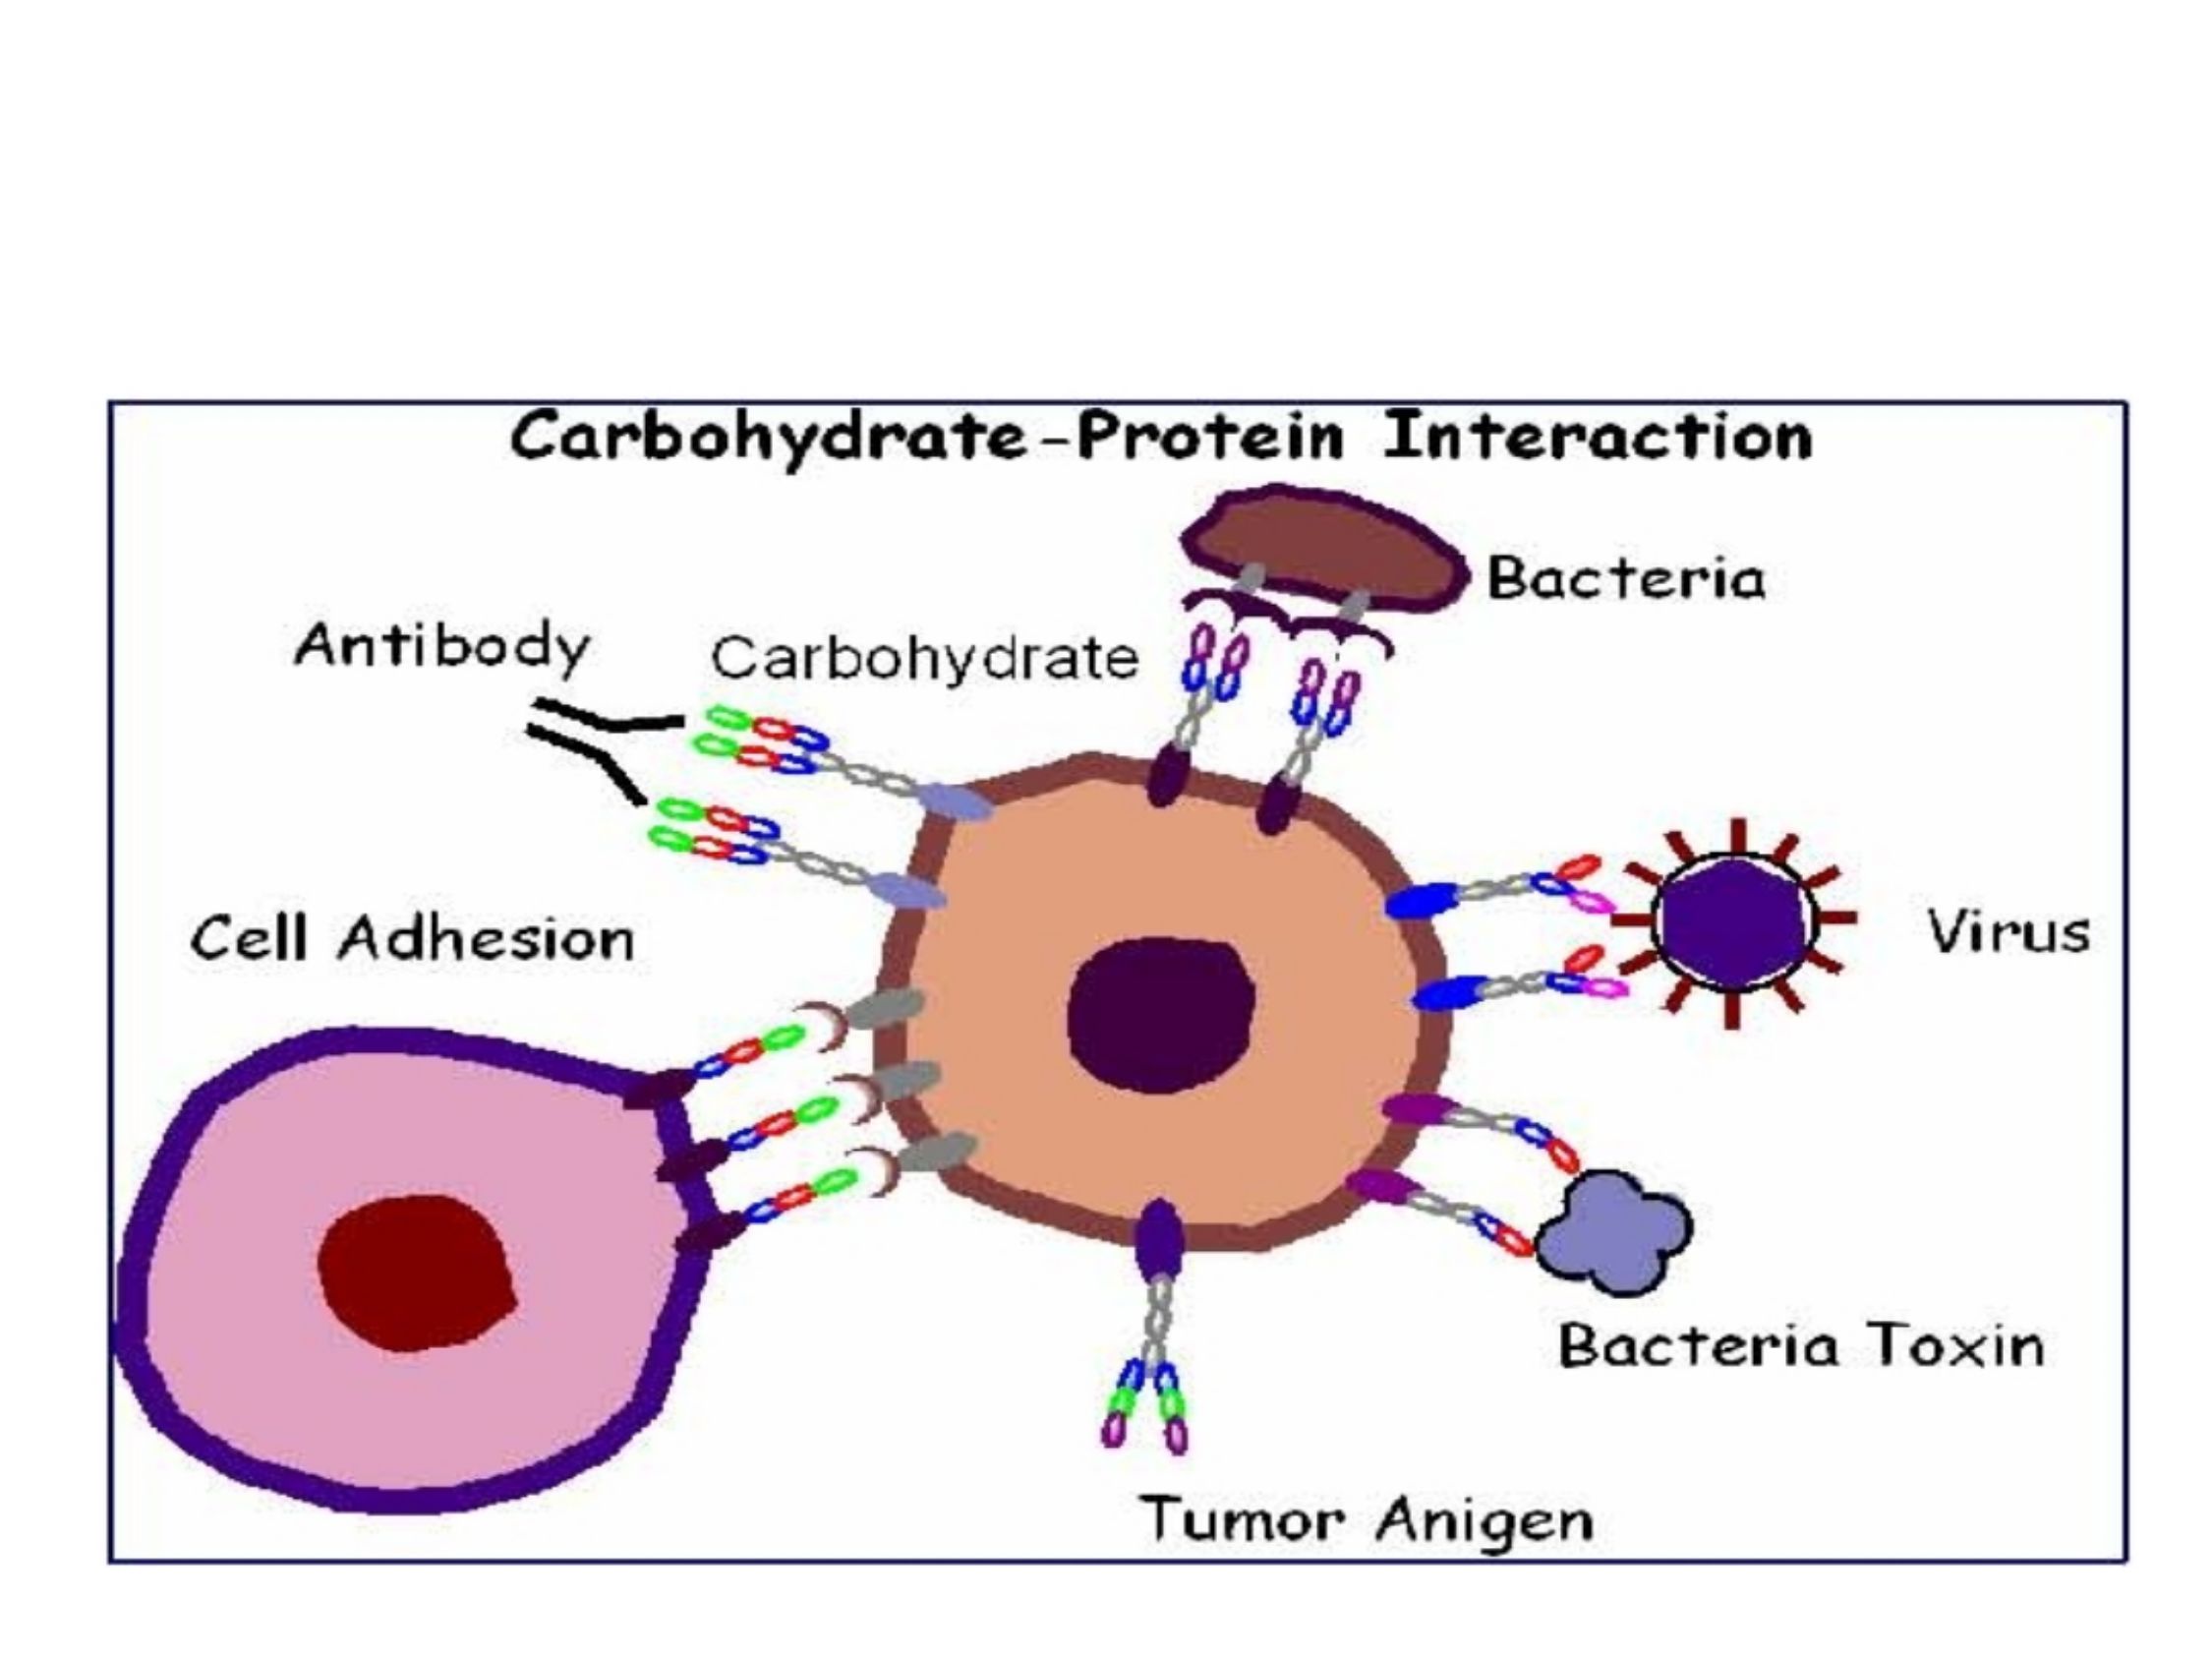 Carbohydrate-Protein Interaction
Bacteria
Antibody
Carbohydrate
Cell Adhesion
Virus
Bacteria Toxin
Tumor Anigen